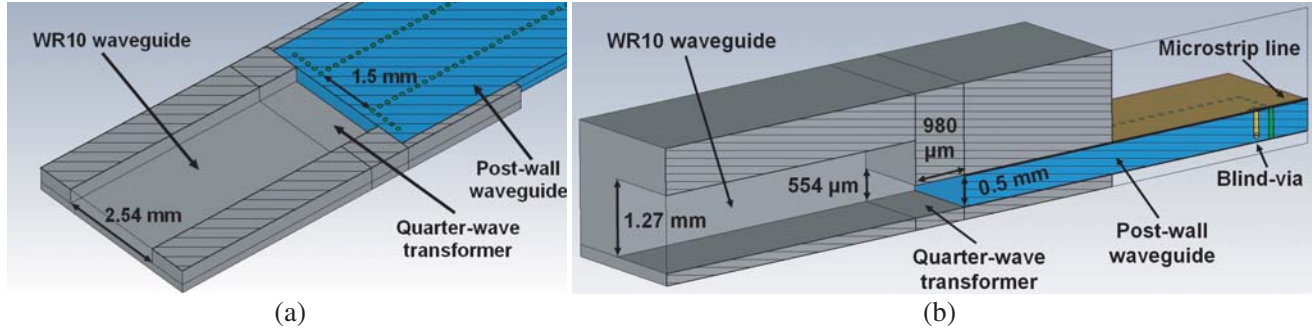 WR10 waveguide
1.5 mm
Post-wall
waveguide
2.54 mm
Quarter-wave
transformer
(a)
WR10 waveguide
Microstrip line
980
µm
554 µm
0.5 mm
Blind-via
1.27 mm
Post-wall
waveguide
Quarter-wave
transformer
(b)